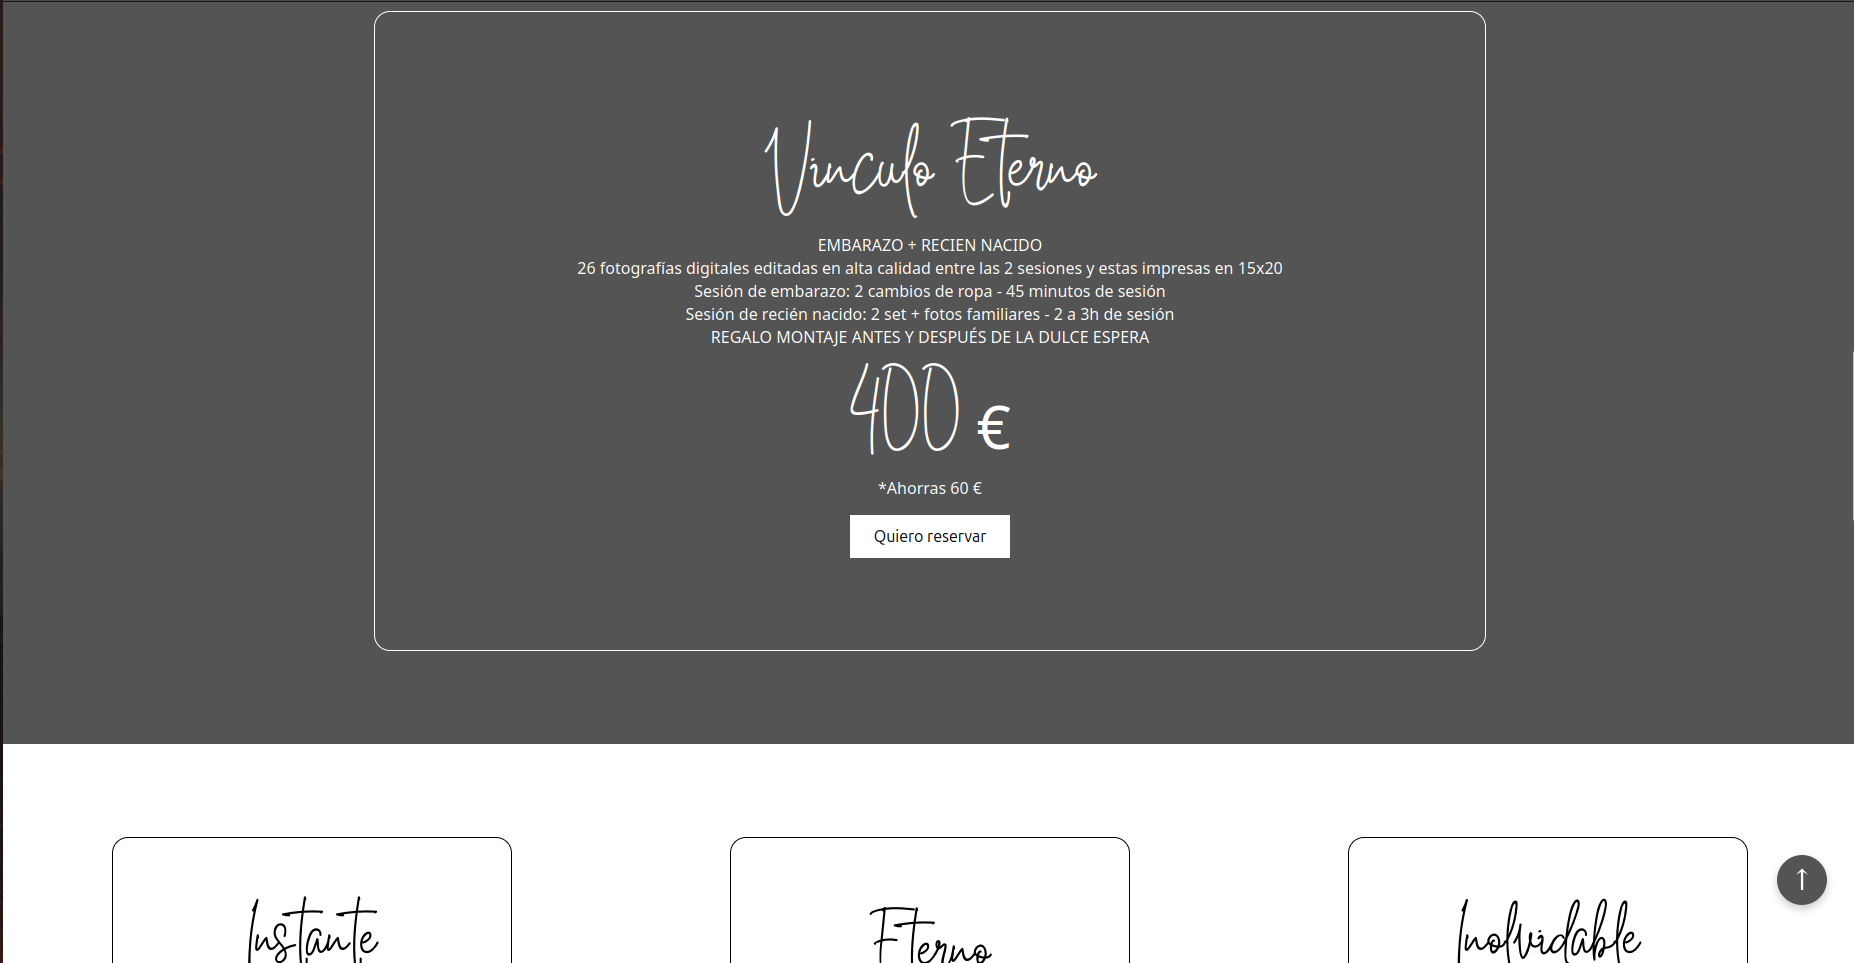 Vinculo Eterno
EMBARAZO + RECIEN NACIDO
26 fotografías digitales editadas en alta calidad entre las 2 sesiones y estas impresas en 15x20
Sesión de embarazo: 2 cambios de ropa - 45 minutos de sesión
Sesión de recién nacido: 2 set + fotos familiares - 2 a 3h de sesión
REGALO MONTAJE ANTES Y DESPUÉS DE LA DULCE ESPERA
400 €
*Ahorras 60 €
Quiero reservar
Instante
Eterno
Inolvidable